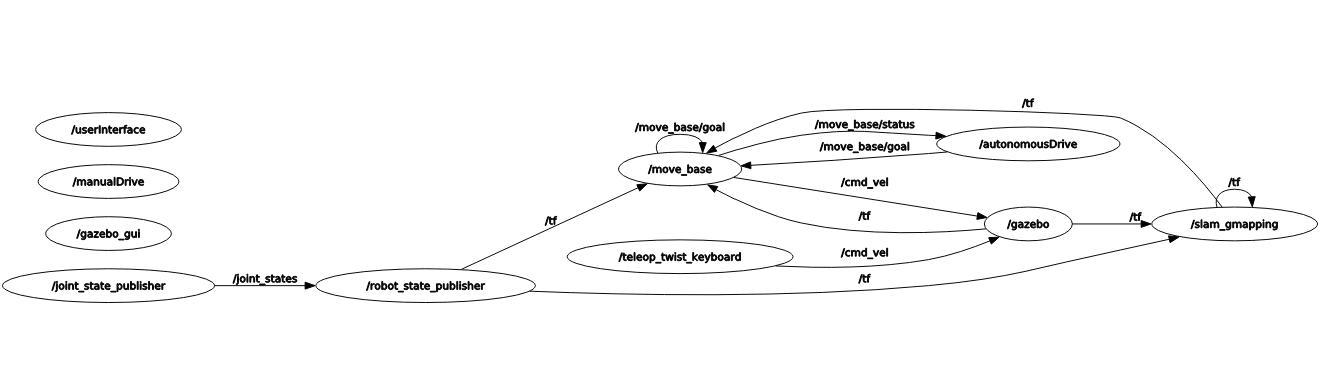 /tf
/userInterface
/move_base/goal
/move_base/status
/autonomousDrive
/move_base/goal
/manualDrive
/move_base
/cmd_vel
/tf
/tf
/tf
/tf
/gazebo
/slam_gmapping
/gazebo_gui
/teleop_twist_keyboard
/cmd_vel
/joint_states
/tf
/joint_state_publisher
/robot_state_publisher